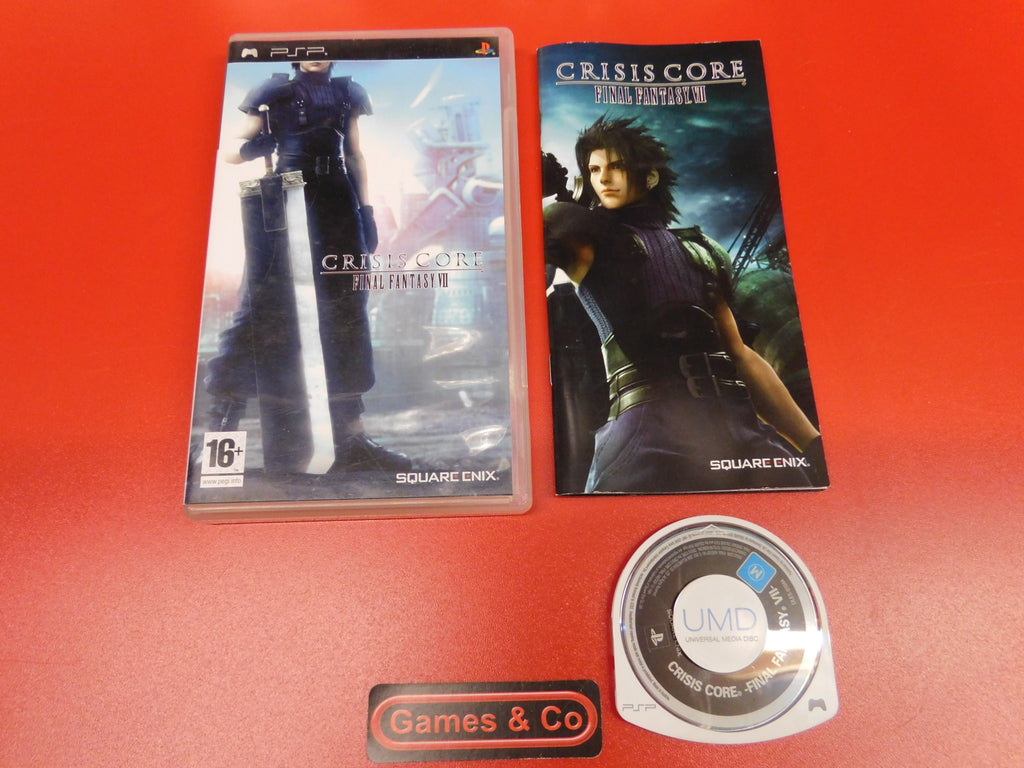 PSP
CRISIS CORE
FINAL FANTASY VII
16+
www.pegi.info
SQUARE ENIX
CRISIS CORE
FINAL FANTASY VII
SQUARE ENIX
UMD
UNIVERSAL MEDIA DISC
CRISIS CORE® -FINAL FANTASY® VII-
PSP
Games & Co